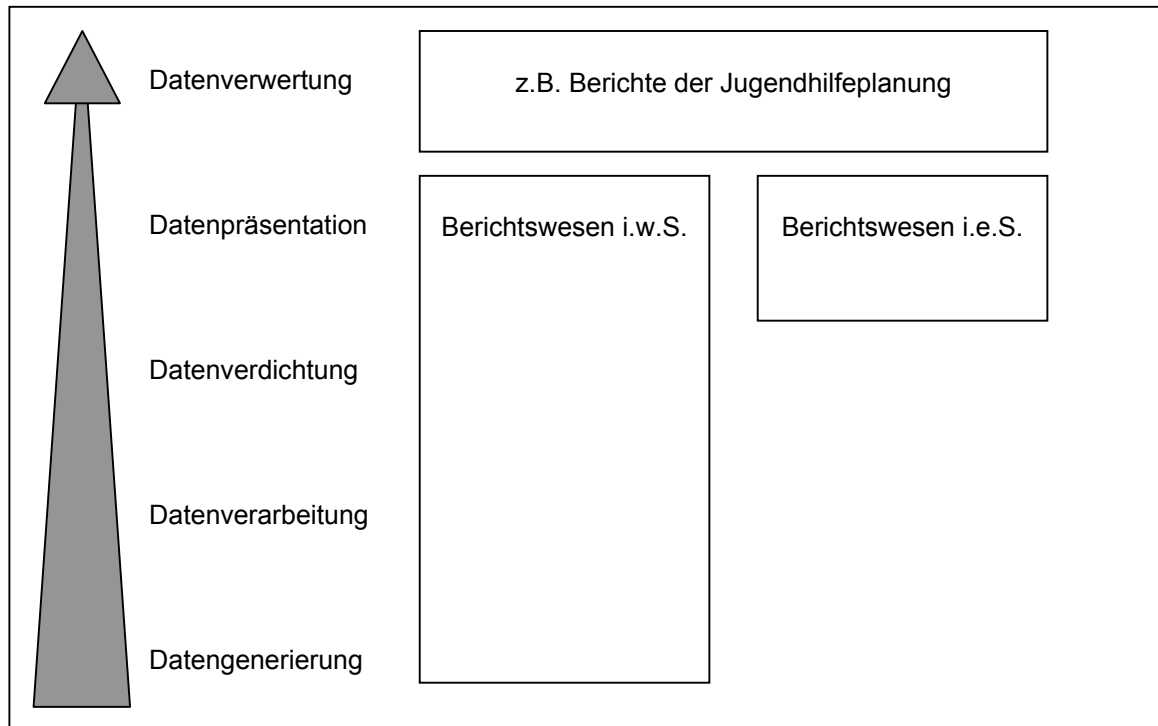 Datenverwertung
z.B. Berichte der Jugendhilfeplanung
Datenpräsentation
Berichtswesen i.w.S.
Berichtswesen i.e.S.
Datenverdichtung
Datenverarbeitung
Datengenerierung